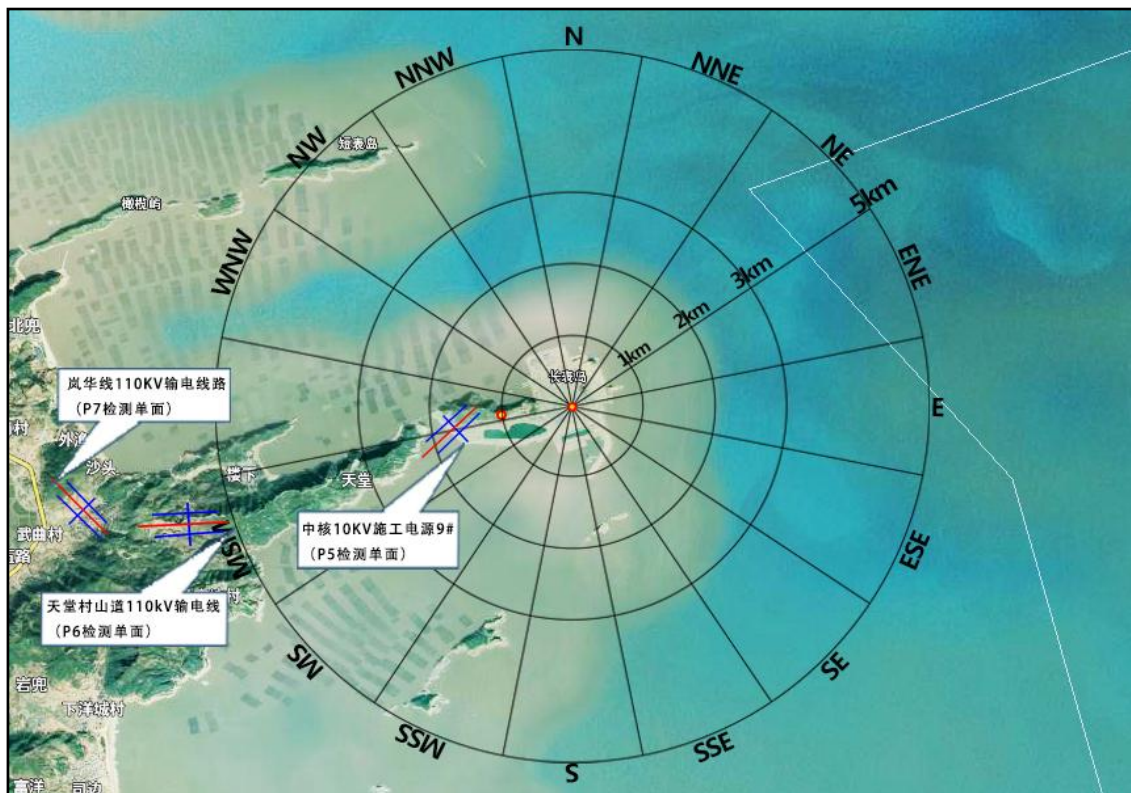 N
NNW
NNE
NW
短表岛
NE
橄榄屿
5km
WNW
ENE
3km
2km
北兜
1km
长表岛
岚华线110KV输电线路
(P7检测单面)
E
沙头
楼下
天堂
武曲村
中核10KV施工电源9#
(P5检测单面)
WSW
ESE
天堂村山道110kV输电线
(P6检测单面)
SW
SE
岩兜
下洋城村
SSW
SSE
S
司边